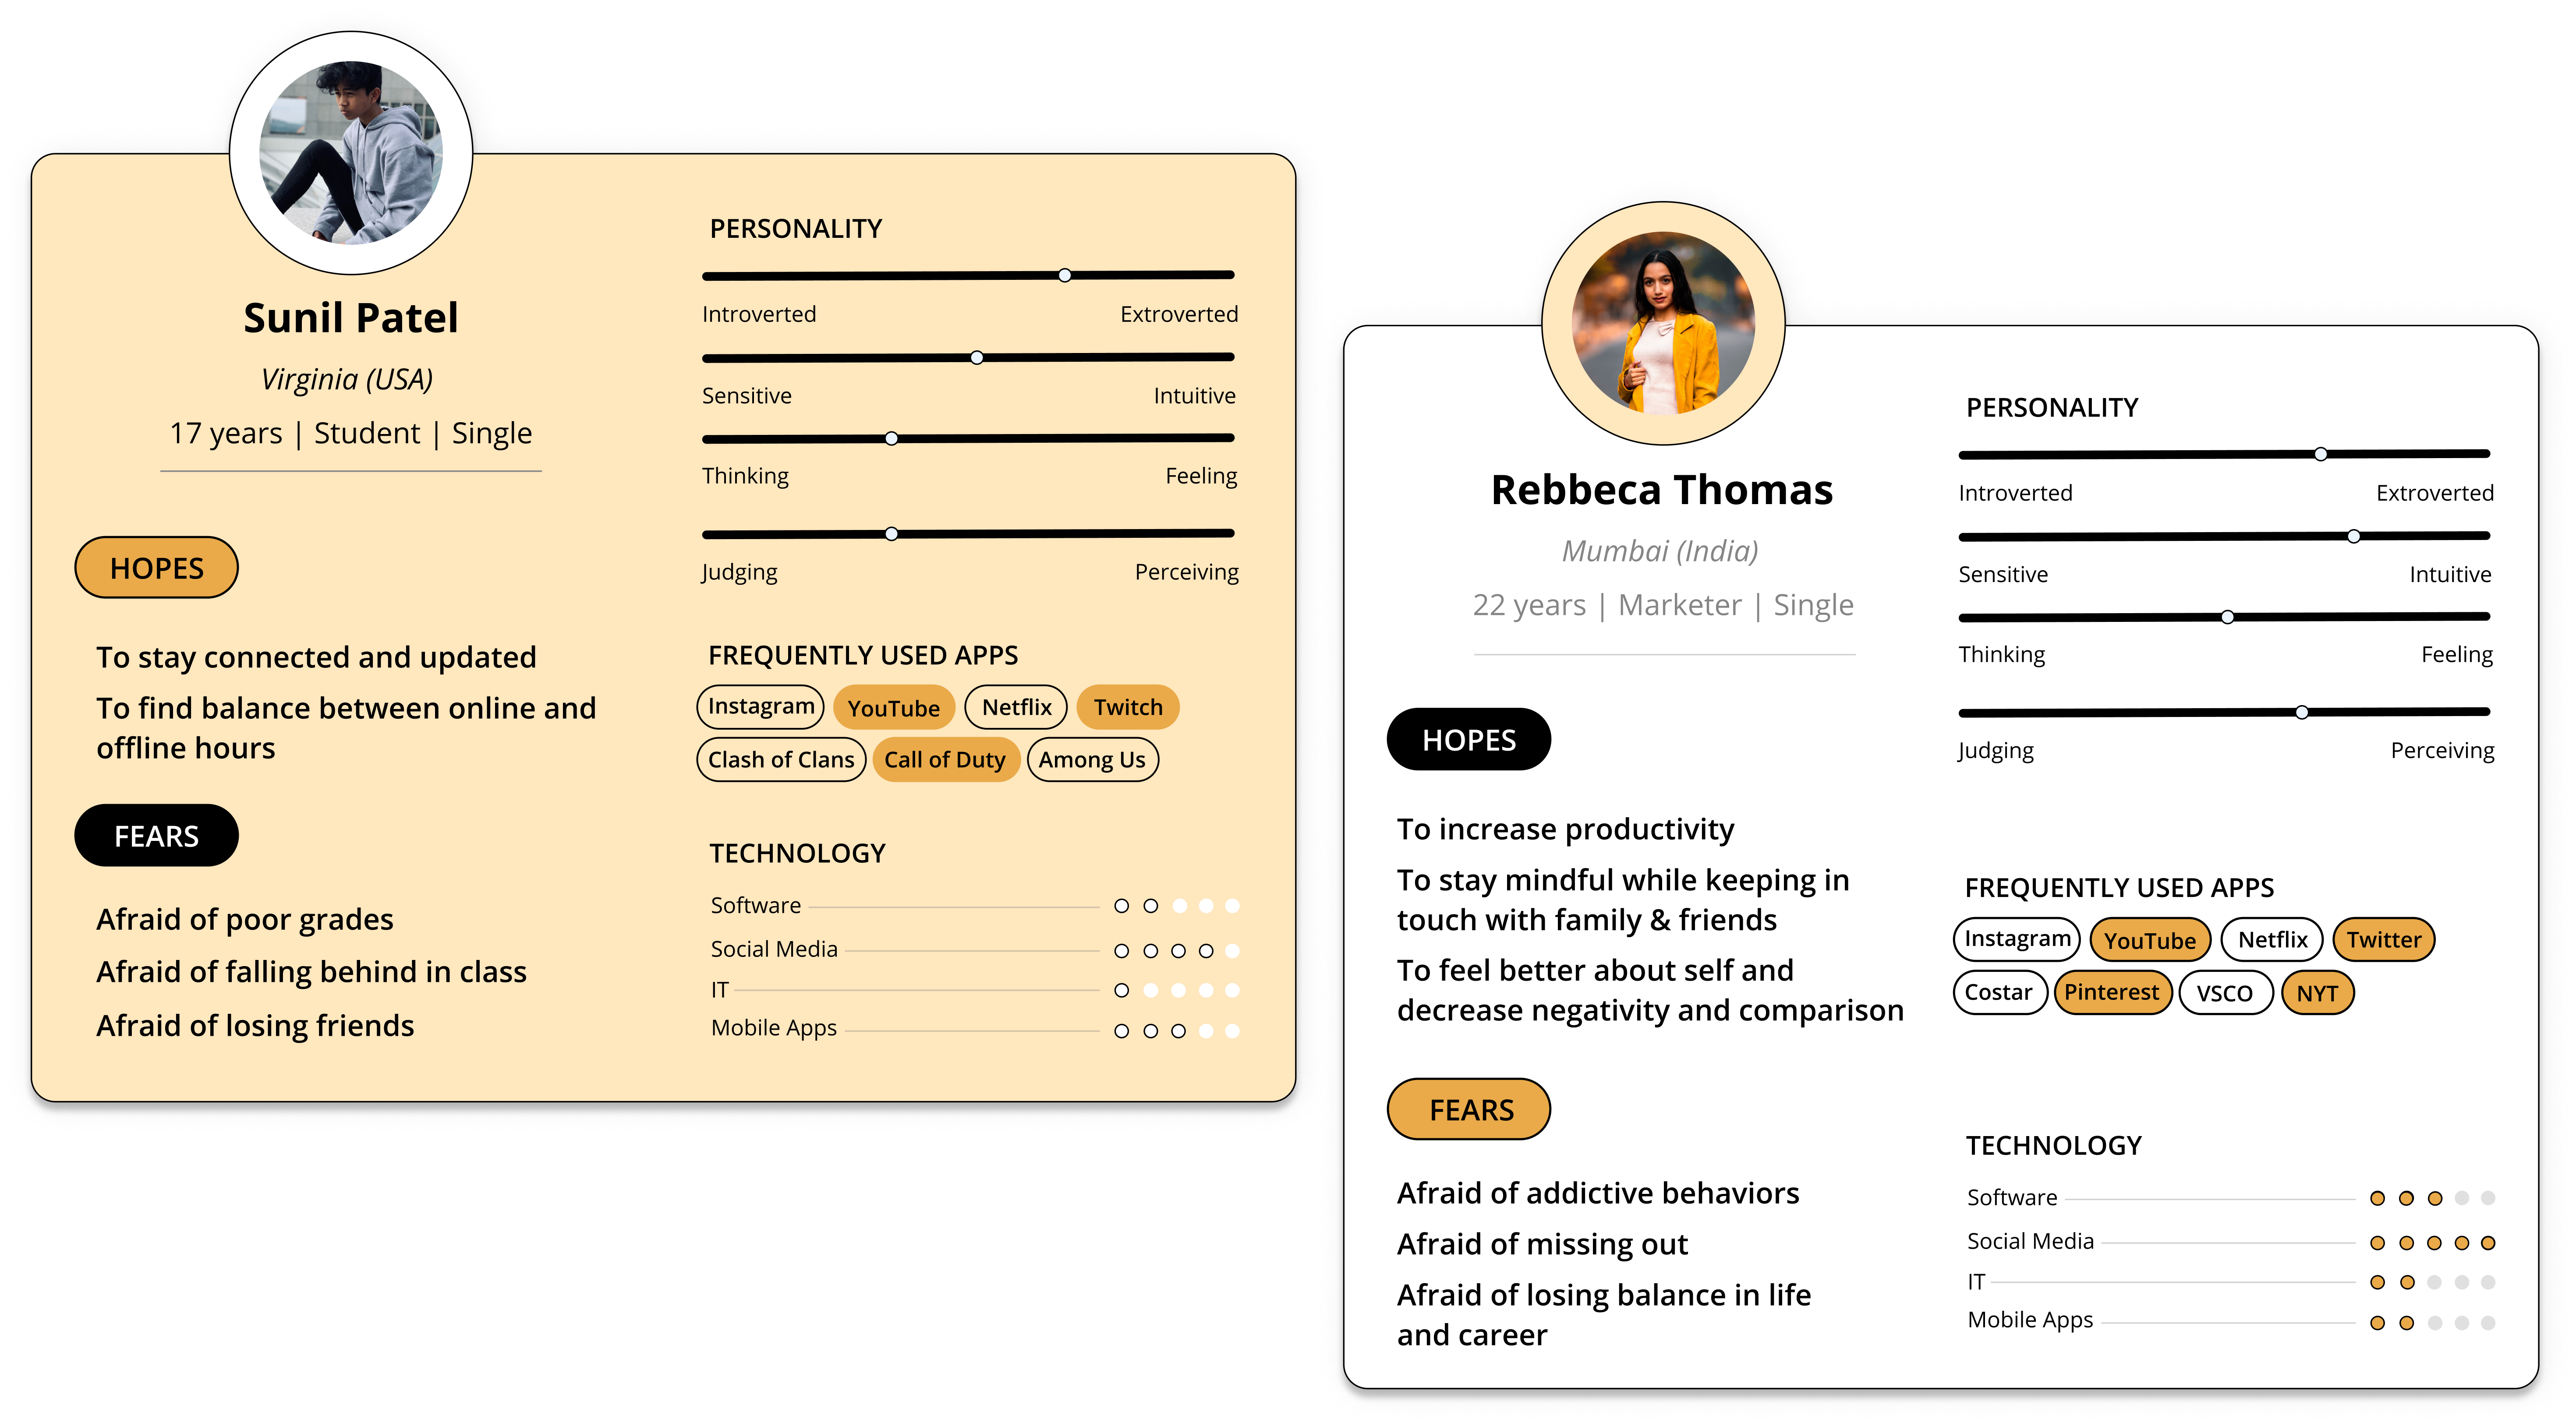 Sunil Patel
Virginia (USA)
17 years | Student | Single
HOPES
To stay connected and updated
To find balance between online and
offline hours
FEARS
Afraid of poor grades
Afraid of falling behind in class
Afraid of losing friends
PERSONALITY
Introverted Extroverted
Sensitive Intuitive
Thinking Feeling
Judging Perceiving
FREQUENTLY USED APPS
Instagram YouTube Netflix Twitch
Clash of Clans Call of Duty Among Us
TECHNOLOGY
Software
Social Media
IT
Mobile Apps
Rebbeca Thomas
Mumbai (India)
22 years | Marketer | Single
HOPES
To increase productivity
To stay mindful while keeping in
touch with family & friends
To feel better about self and
decrease negativity and comparison
FEARS
Afraid of addictive behaviors
Afraid of missing out
Afraid of losing balance in life
and career
PERSONALITY
Introverted Extroverted
Sensitive Intuitive
Thinking Feeling
Judging Perceiving
FREQUENTLY USED APPS
Instagram YouTube Netflix Twitter
Costar Pinterest VSCO NYT
TECHNOLOGY
Software
Social Media
IT
Mobile Apps